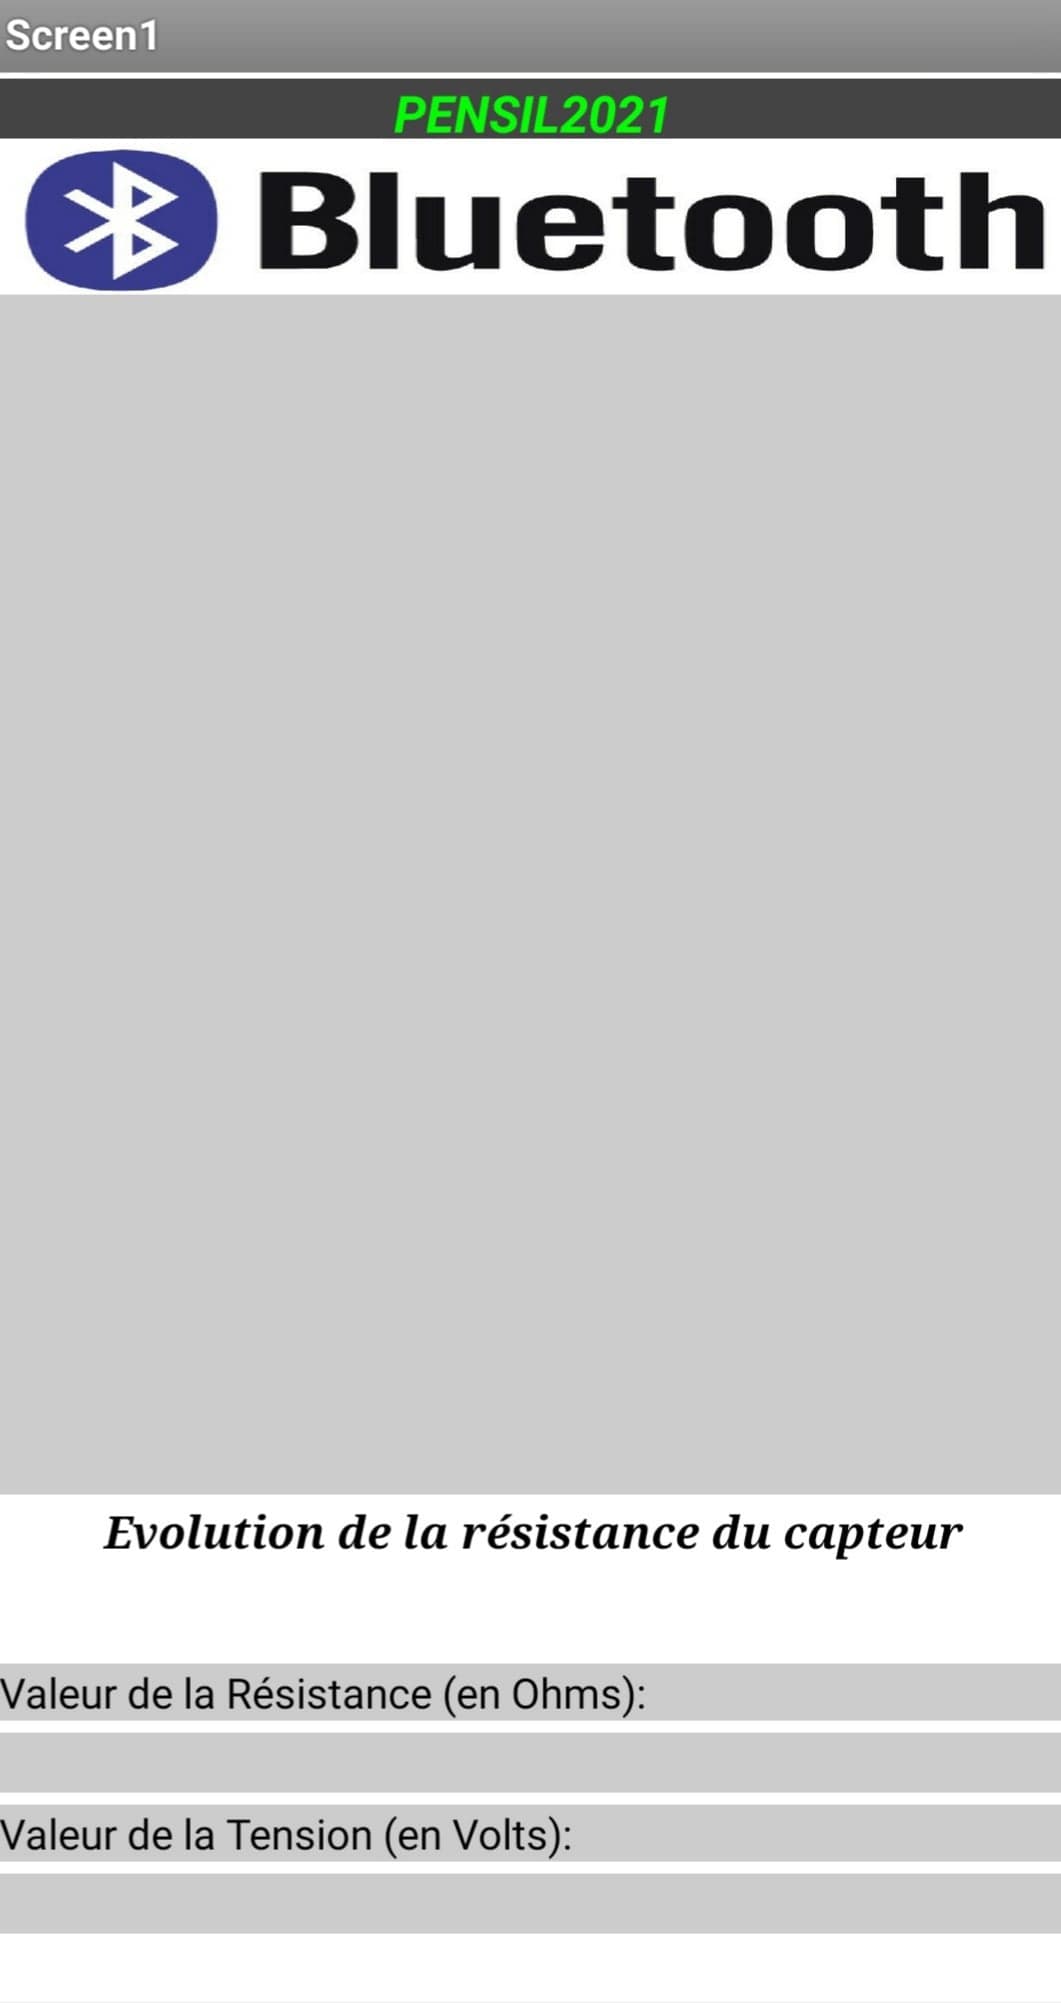 Screen1
PENSIL2021
Bluetooth
Evolution de la résistance du capteur
Valeur de la Résistance (en Ohms):
Valeur de la Tension (en Volts):